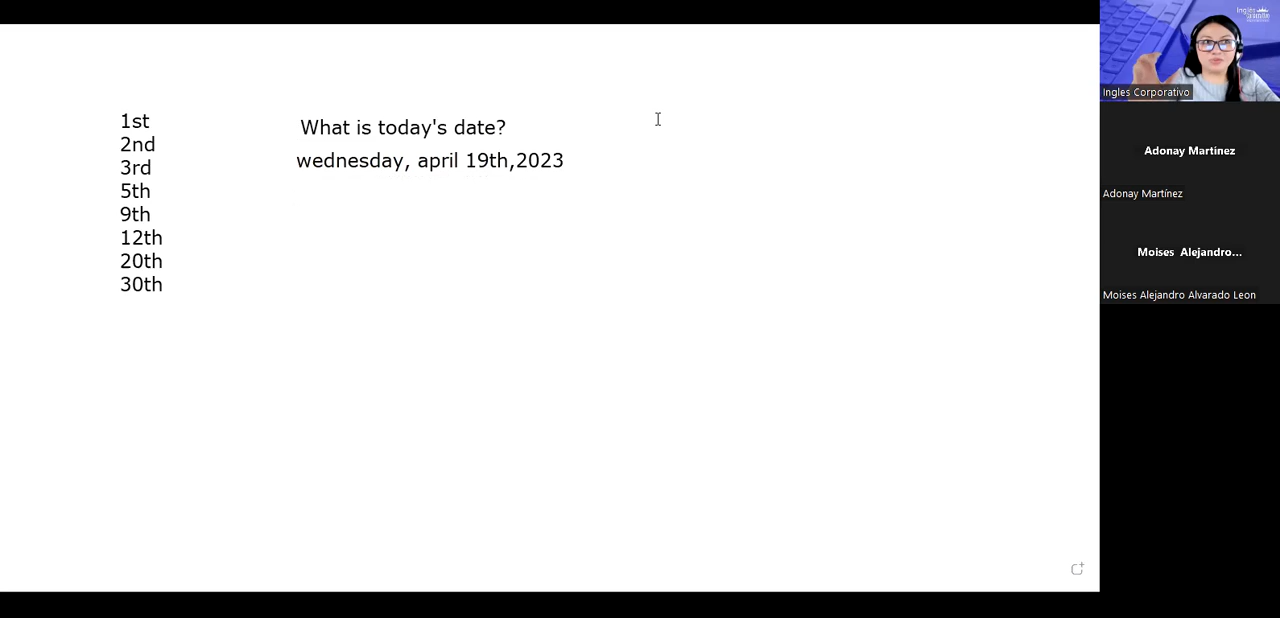 1st
2nd
3rd
5th
9th
12th
20th
30th
What is today's date?
wednesday, april 19th,2023
Ingles Corporativo
Adonay Martinez
Adonay Martínez
Moises Alejandro...
Moises Alejandro Alvarado Leon